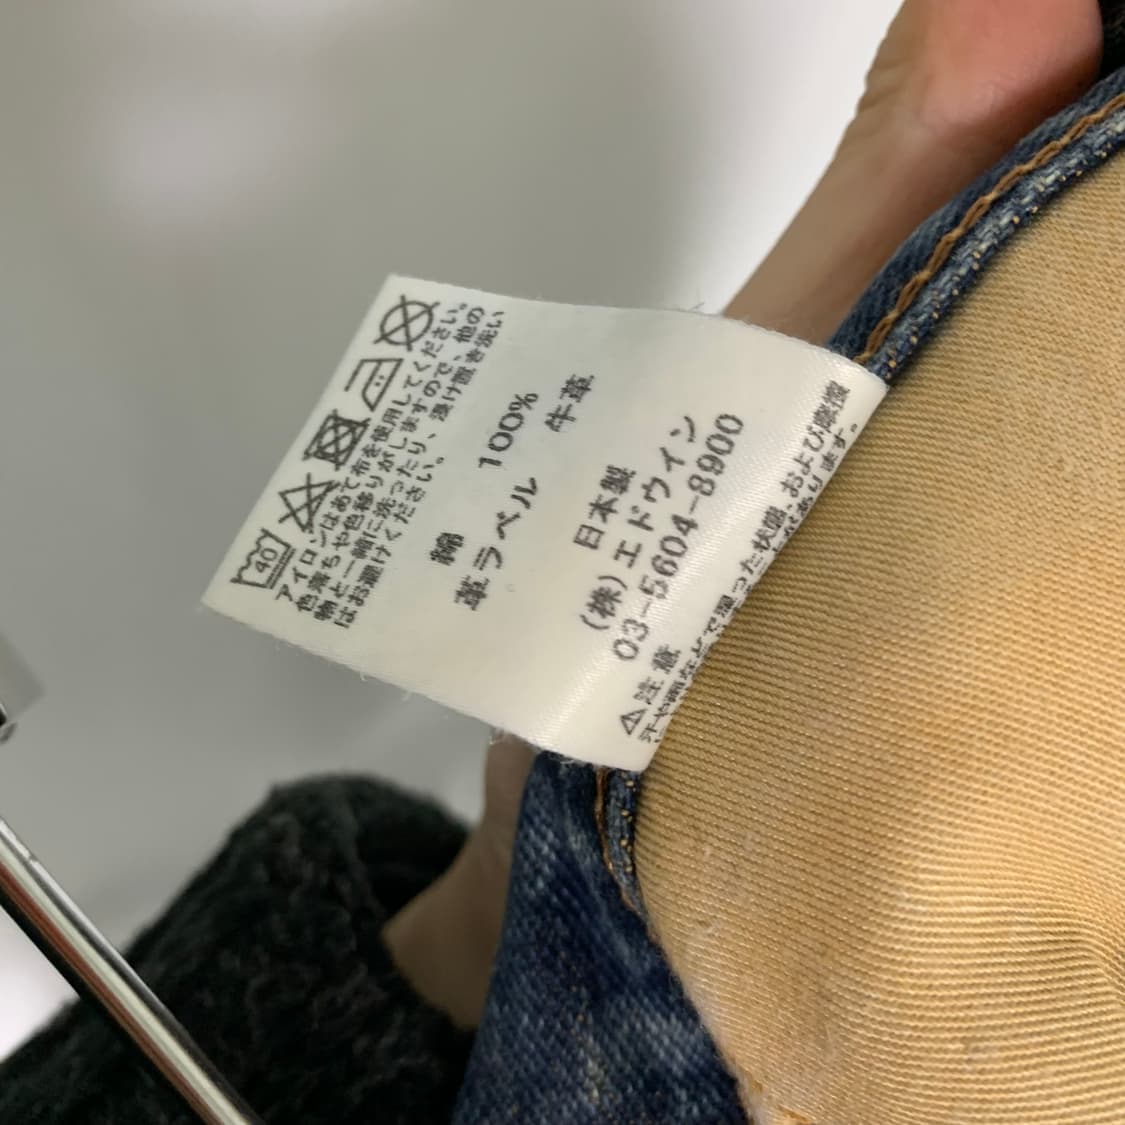 40
アイロンはあて布を使用してください。
色落ちや色移りがしますので、他の
物と一緒に洗ったり、漬け置き洗い
はお避けください。
綿 100%
革ラベル 牛革
日本製
(株)エドウイン
03-5604-8900
⚠注意
汗や雨などで湿った状態、および摩擦